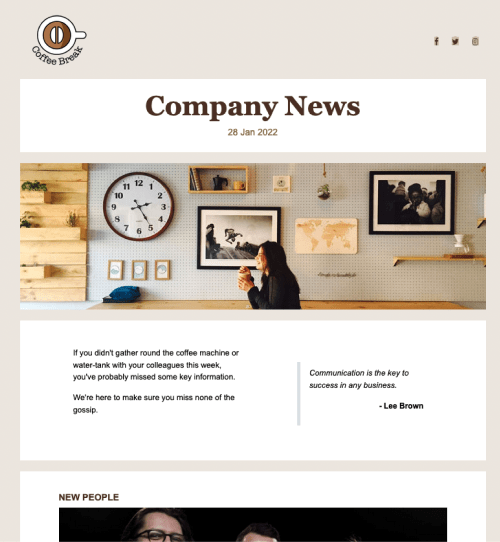 Coffee Break
Company News
28 Jan 2022
11 12 1
10 2
9 3
8 4
7 6 5
If you didn't gather round the coffee machine or
water-tank with your colleagues this week,
you've probably missed some key information.
We're here to make sure you miss none of the
gossip.
Communication is the key to
success in any business.
- Lee Brown
NEW PEOPLE